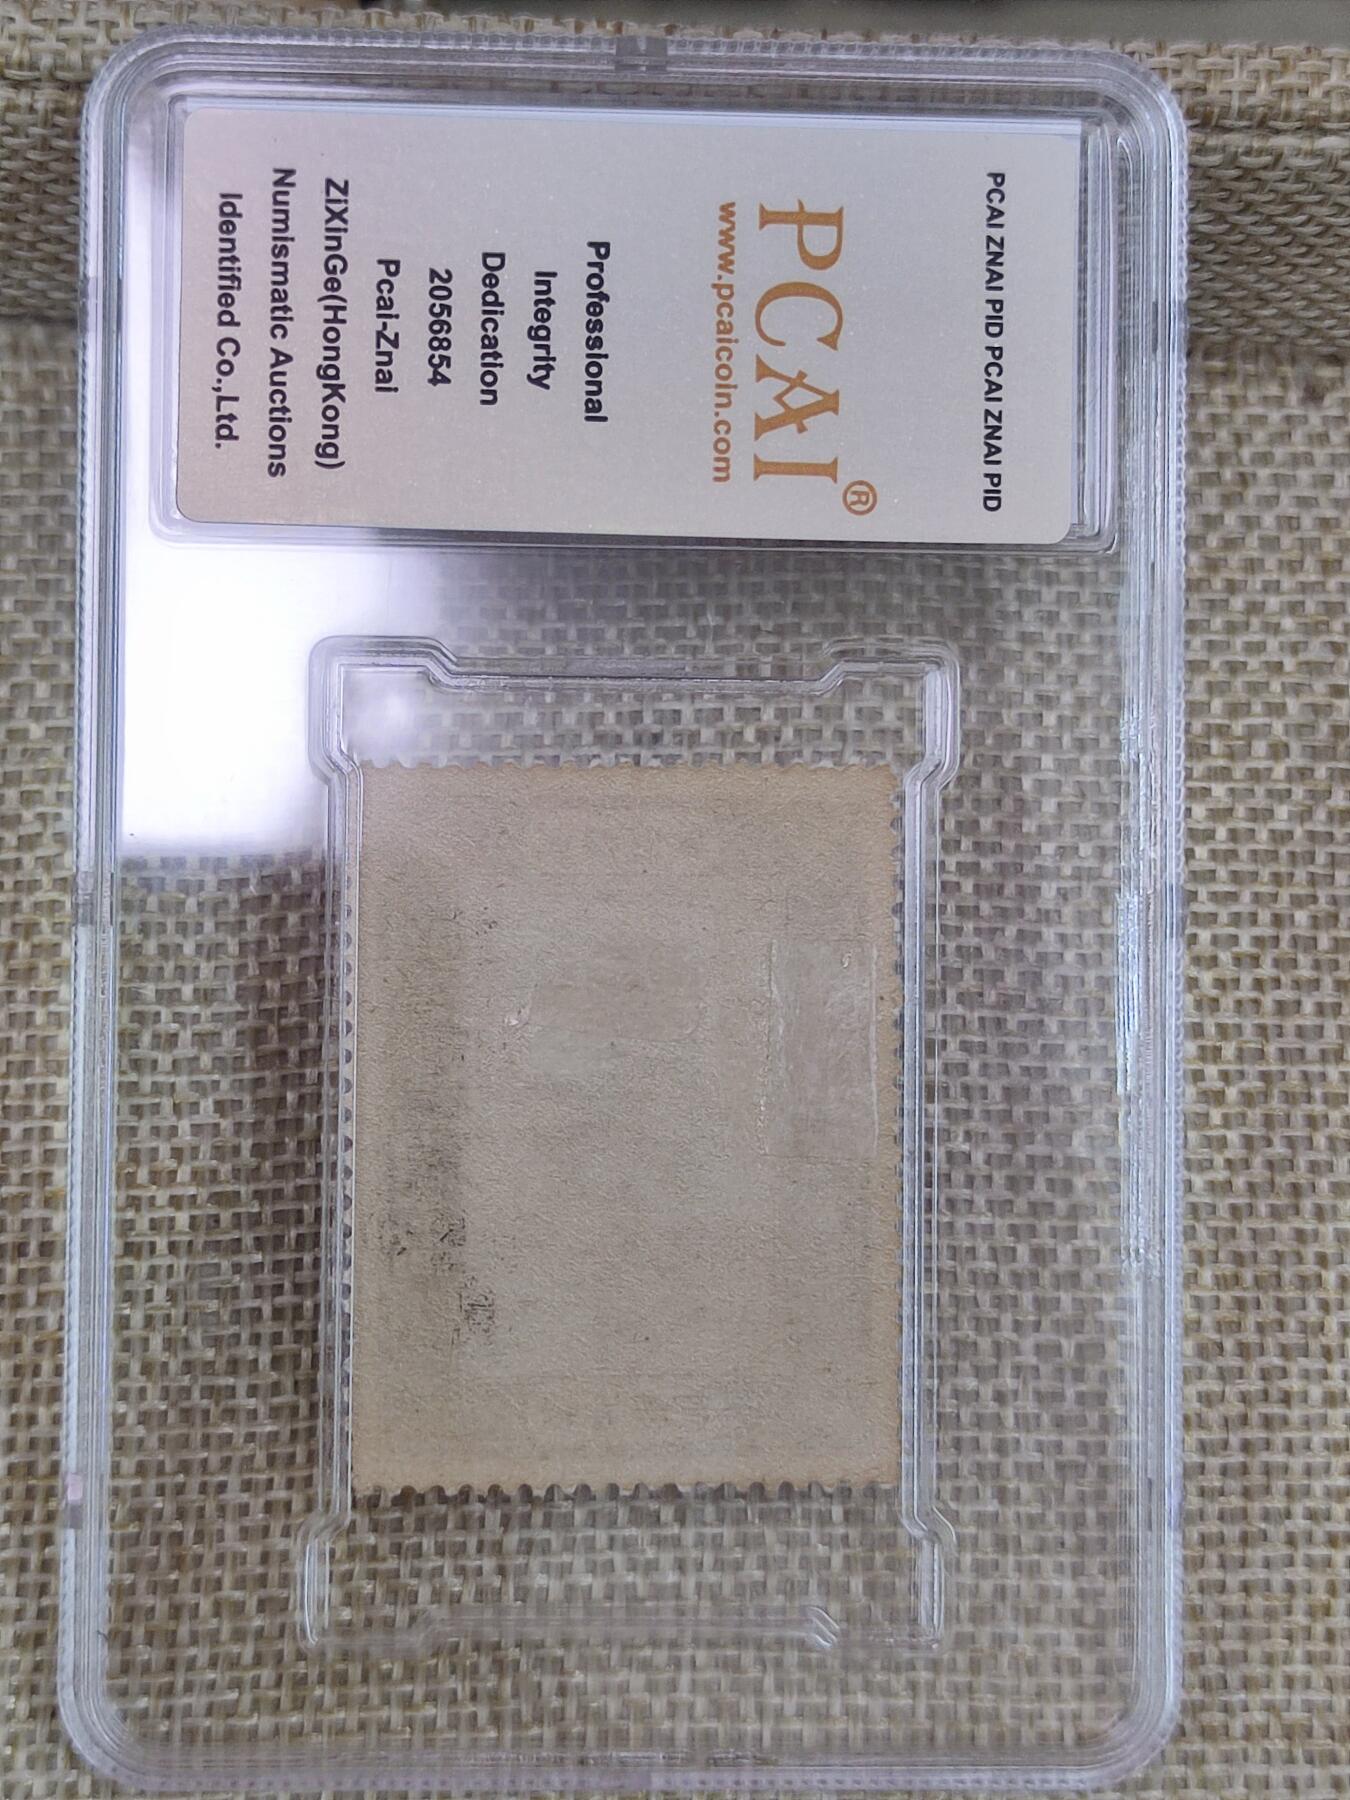 PCAI ZNAI PID PCAI ZNAI PID
PCAI®
www.pcaicoin.com
Professional
Integrity
Dedication
2056854
Pcai-Znai
ZiXinGe(HongKong)
Numismatic Auctions
Identified Co.,Ltd.